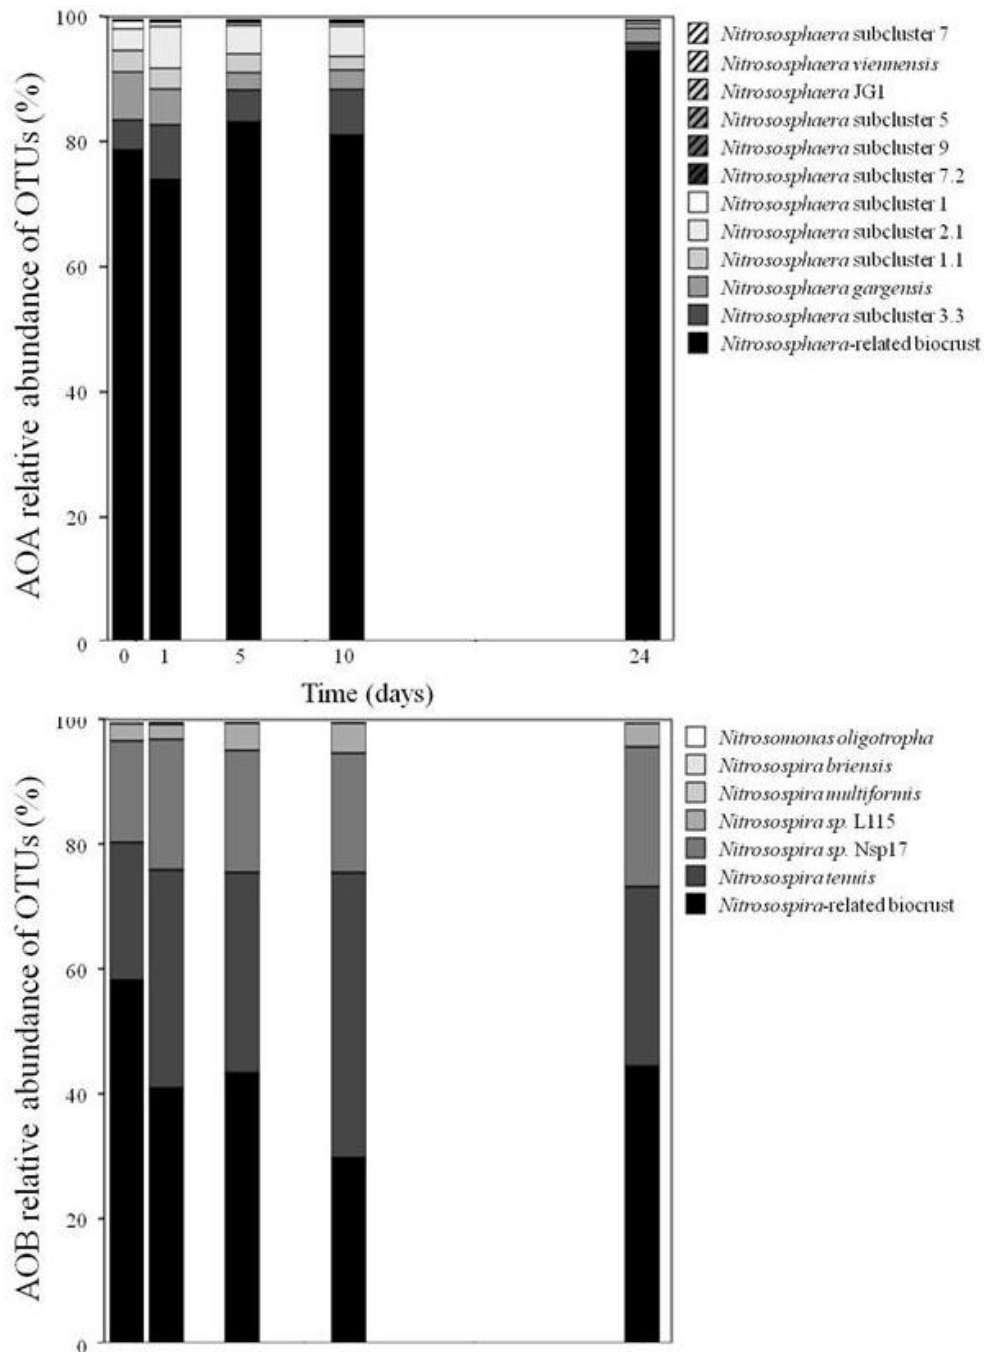 AOA relative abundance of OTUs (%)
100
80
60
40
20
0
0 1 5 10 24
Time (days)
Nitrososphaera subcluster 7
Nitrososphaera viennensis
Nitrososphaera JG1
Nitrososphaera subcluster 5
Nitrososphaera subcluster 9
Nitrososphaera subcluster 7.2
Nitrososphaera subcluster 1
Nitrososphaera subcluster 2.1
Nitrososphaera subcluster 1.1
Nitrososphaera gargensis
Nitrososphaera subcluster 3.3
Nitrososphaera-related biocrust
AOB relative abundance of OTUs (%)
100
80
60
40
20
0
Nitrosomonas oligotropha
Nitrosospira briensis
Nitrosospira multiformis
Nitrosospira sp. L115
Nitrosospira sp. Nsp17
Nitrosospira tenuis
Nitrosospira-related biocrust